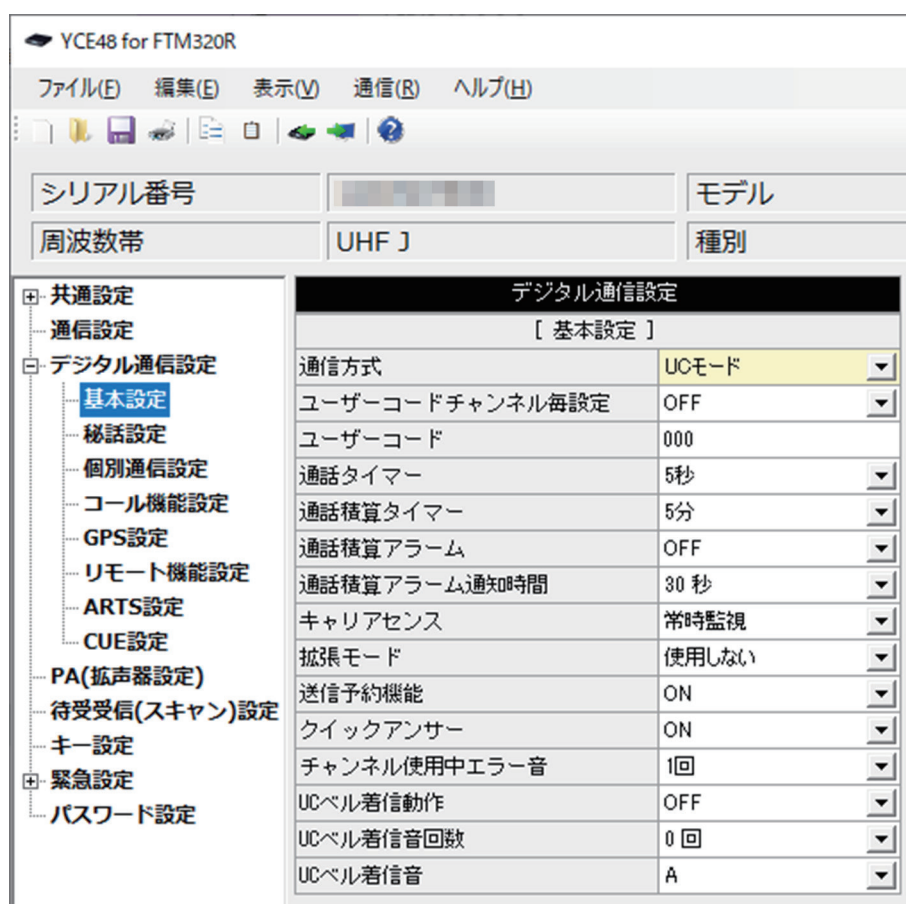 YCE48 for FTM320R
ファイル(F) 編集(E) 表示(V) 通信(R) ヘルプ(H)
シリアル番号 モデル
周波数帯 UHF J 種別
共通設定
通信設定
デジタル通信設定
基本設定
秘話設定
個別通信設定
コール機能設定
GPS設定
リモート機能設定
ARTS設定
CUE設定
PA(拡声器設定)
待受受信(スキャン)設定
キー設定
緊急設定
パスワード設定
デジタル通信設定
[ 基本設定 ]
通信方式 UCモード
ユーザーコードチャンネル毎設定 OFF
ユーザーコード 000
通話タイマー 5秒
通話積算タイマー 5分
通話積算アラーム OFF
通話積算アラーム通知時間 30 秒
キャリアセンス 常時監視
拡張モード 使用しない
送信予約機能 ON
クイックアンサー ON
チャンネル使用中エラー音 1回
UCベル着信動作 OFF
UCベル着信音回数 0 回
UCベル着信音 A